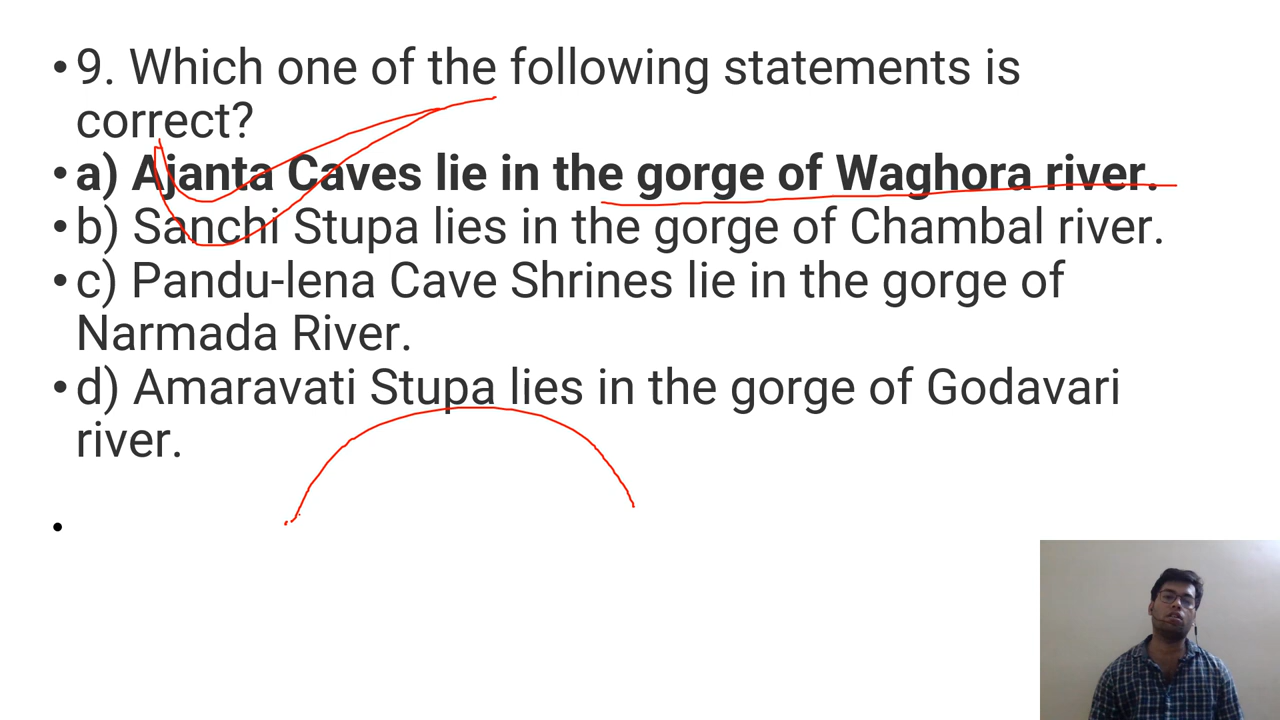 • 9. Which one of the following statements is
correct?
• a) Ajanta Caves lie in the gorge of Waghora river.
• b) Sanchi Stupa lies in the gorge of Chambal river.
• c) Pandu-lena Cave Shrines lie in the gorge of
Narmada River.
• d) Amaravati Stupa lies in the gorge of Godavari
river.
•